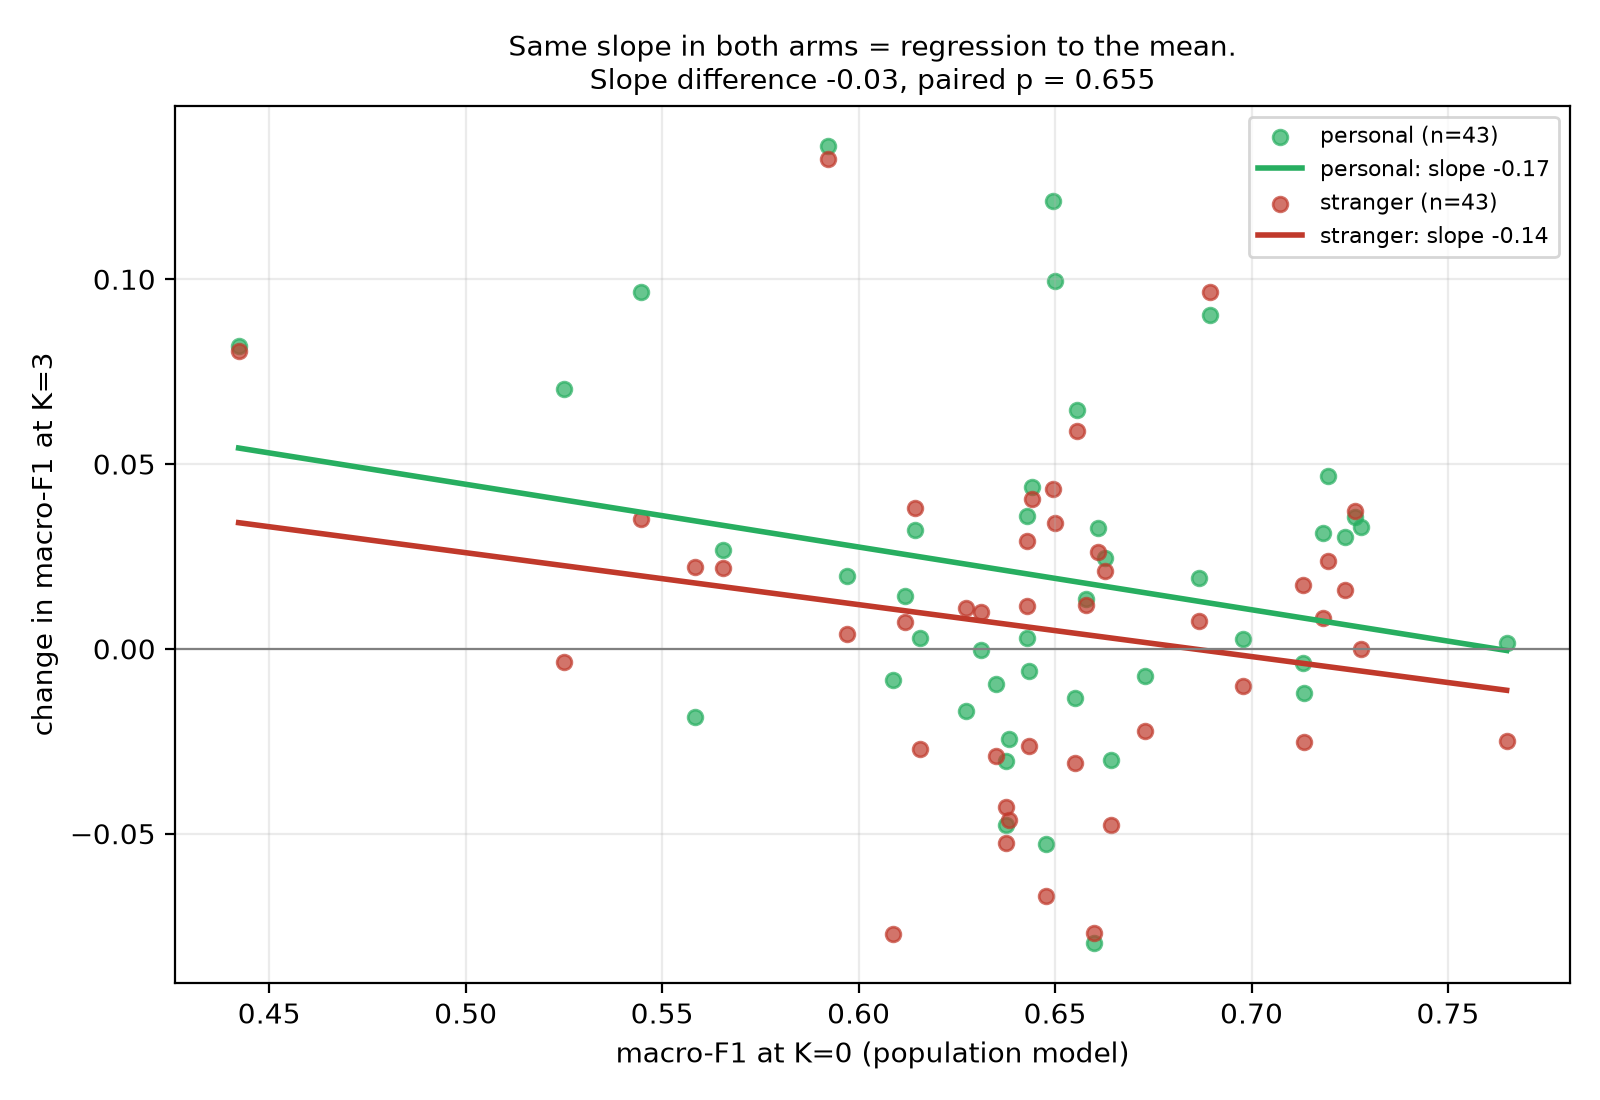 Same slope in both arms = regression to the mean.
Slope difference -0.03, paired p = 0.655
personal (n=43)
personal: slope -0.17
stranger (n=43)
stranger: slope -0.14
change in macro-F1 at K=3
0.10
0.05
0.00
−0.05
0.45 0.50 0.55 0.60 0.65 0.70 0.75
macro-F1 at K=0 (population model)